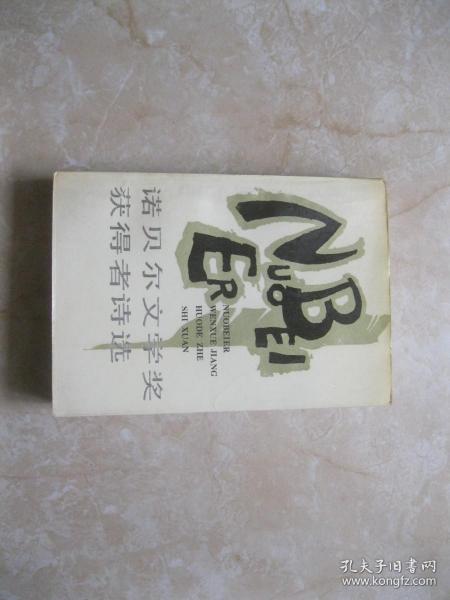 NUO
BEI
ER
NUOBEIER
WENXUE JIANG
HUODE ZHE
SHI XUAN
诺贝尔文学奖
获得者诗选
孔夫子旧书网
www.kongfz.com